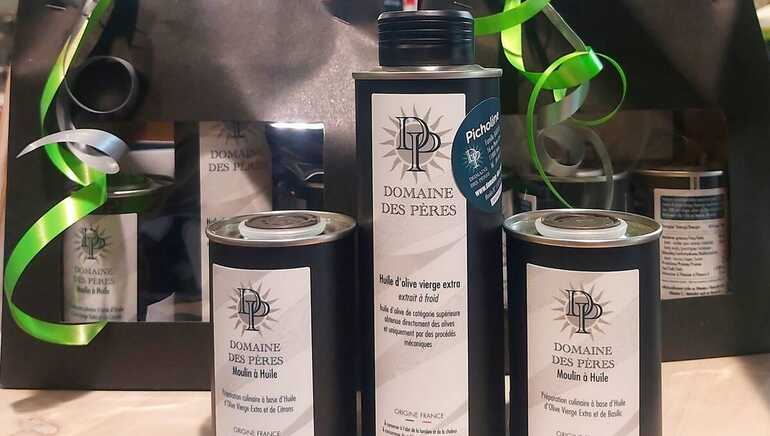 DP
DOMAINE
DES PÈRES
Huile d'olive vierge extra
extrait à froid
Huile d'olive de catégorie supérieure
obtenue directement des olives
et uniquement par des procédés
mécaniques
ORIGINE FRANCE
Picholine
DP
DOMAINE
DES PÈRES
Moulin à Huile
Préparation culinaire à base d'Huile
d'Olive Vierge Extra et de Citrons
ORIGINE FRANCE
DP
DOMAINE
DES PÈRES
Moulin à Huile
Préparation culinaire à base d'Huile
d'Olive Vierge Extra et de Basilic
ORIGINE
DP
DOMAINE
DES PÈRES
Moulin à Huile
DOMAINE
DES PÈRES